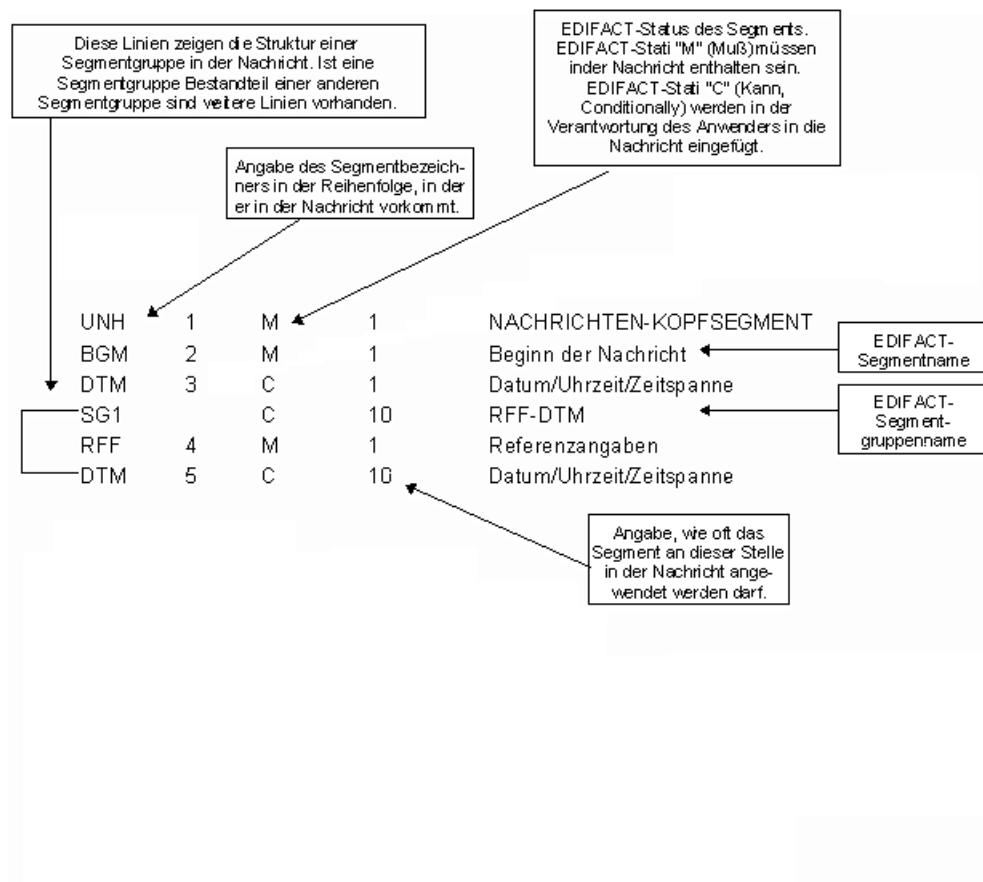 Diese Linien zeigen die Struktur einer
Segmentgruppe in der Nachricht. Ist eine
Segmentgruppe Bestandteil einer anderen
Segmentgruppe sind weitere Linien vorhanden.
EDIFACT-Status des Segments.
EDIFACT-Stati "M" (Muß) müssen
inder Nachricht enthalten sein.
EDIFACT-Stati "C" (Kann,
Conditionally) werden in der
Verantwortung des Anwenders in die
Nachricht eingefügt.
Angabe des Segmentbezeich-
ners in der Reihenfolge, in der
er in der Nachricht vorkommt.
UNH 1 M 1 NACHRICHTEN-KOPFSEGMENT
BGM 2 M 1 Beginn der Nachricht
DTM 3 C 1 Datum/Uhrzeit/Zeitspanne
SG1 C 10 RFF-DTM
RFF 4 M 1 Referenzangaben
DTM 5 C 10 Datum/Uhrzeit/Zeitspanne
EDIFACT-
Segmentname
EDIFACT-
Segment-
gruppenname
Angabe, wie oft das
Segment an dieser Stelle
in der Nachricht ange-
wendet werden darf.